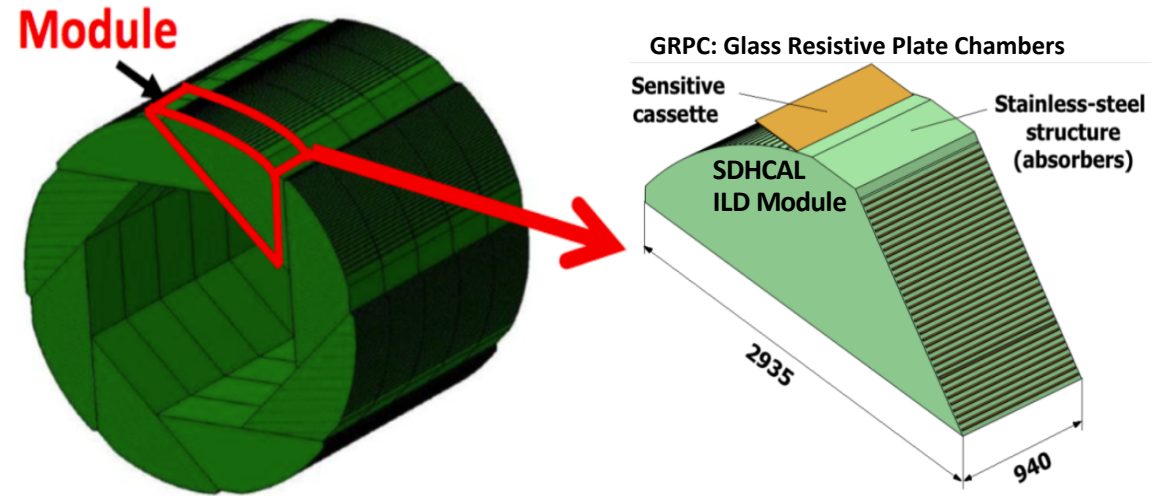 Module
GRPC: Glass Resistive Plate Chambers
Sensitive
cassette
Stainless-steel
structure
(absorbers)
SDHCAL
ILD Module
2935
940